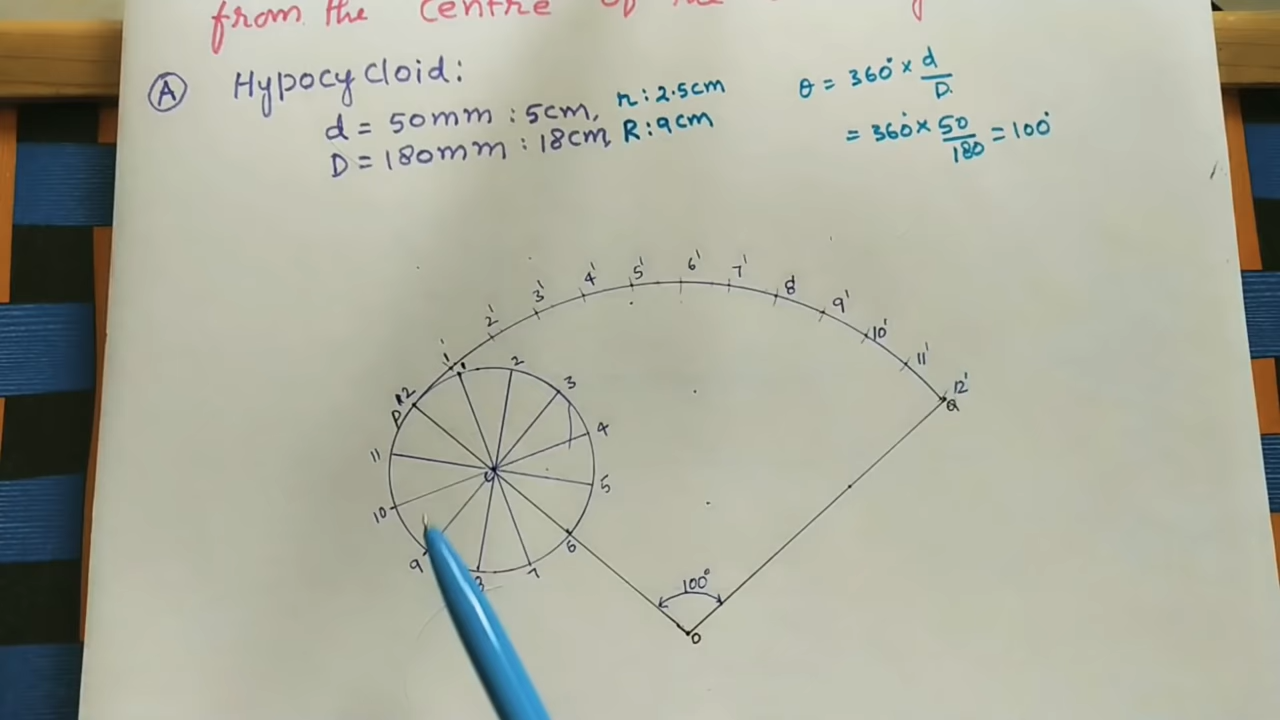 from the centre of
(A) Hypocycloid:
d = 50mm : 5cm, r : 2.5cm
D = 180mm : 18cm R : 9cm
θ = 360° × d/D.
= 360° × 50/180 = 100°
1' 2' 3' 4' 5' 6' 7' 8 9' 10' 11' 12'
P 12 1 2 3 4 5 6 7 8 9 10 11
C
Q
100°
O